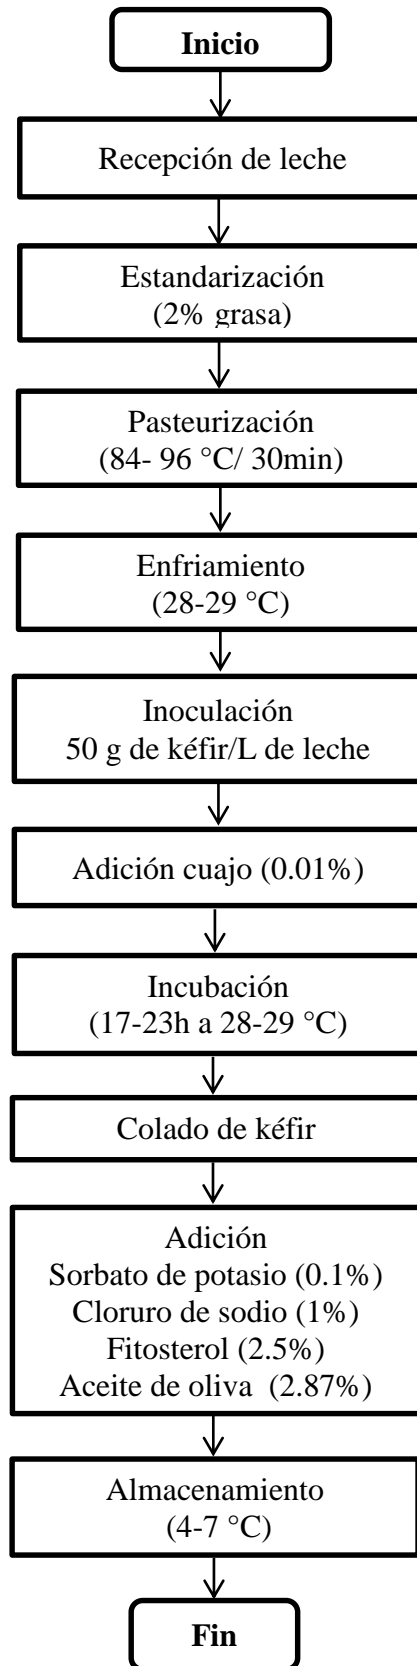 Inicio
Recepción de leche
Estandarización
(2% grasa)
Pasteurización
(84- 96 °C/ 30min)
Enfriamiento
(28-29 °C)
Inoculación
50 g de kéfir/L de leche
Adición cuajo (0.01%)
Incubación
(17-23h a 28-29 °C)
Colado de kéfir
Adición
Sorbato de potasio (0.1%)
Cloruro de sodio (1%)
Fitosterol (2.5%)
Aceite de oliva  (2.87%)
Almacenamiento
(4-7 °C)
Fin